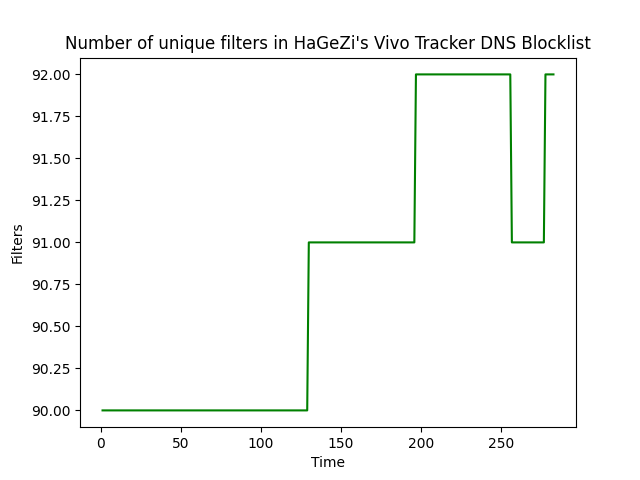 Number of unique filters in HaGeZi's Vivo Tracker DNS Blocklist
92.00
91.75
91.50
91.25
91.00
90.75
90.50
90.25
90.00
Filters
0 50 100 150 200 250
Time